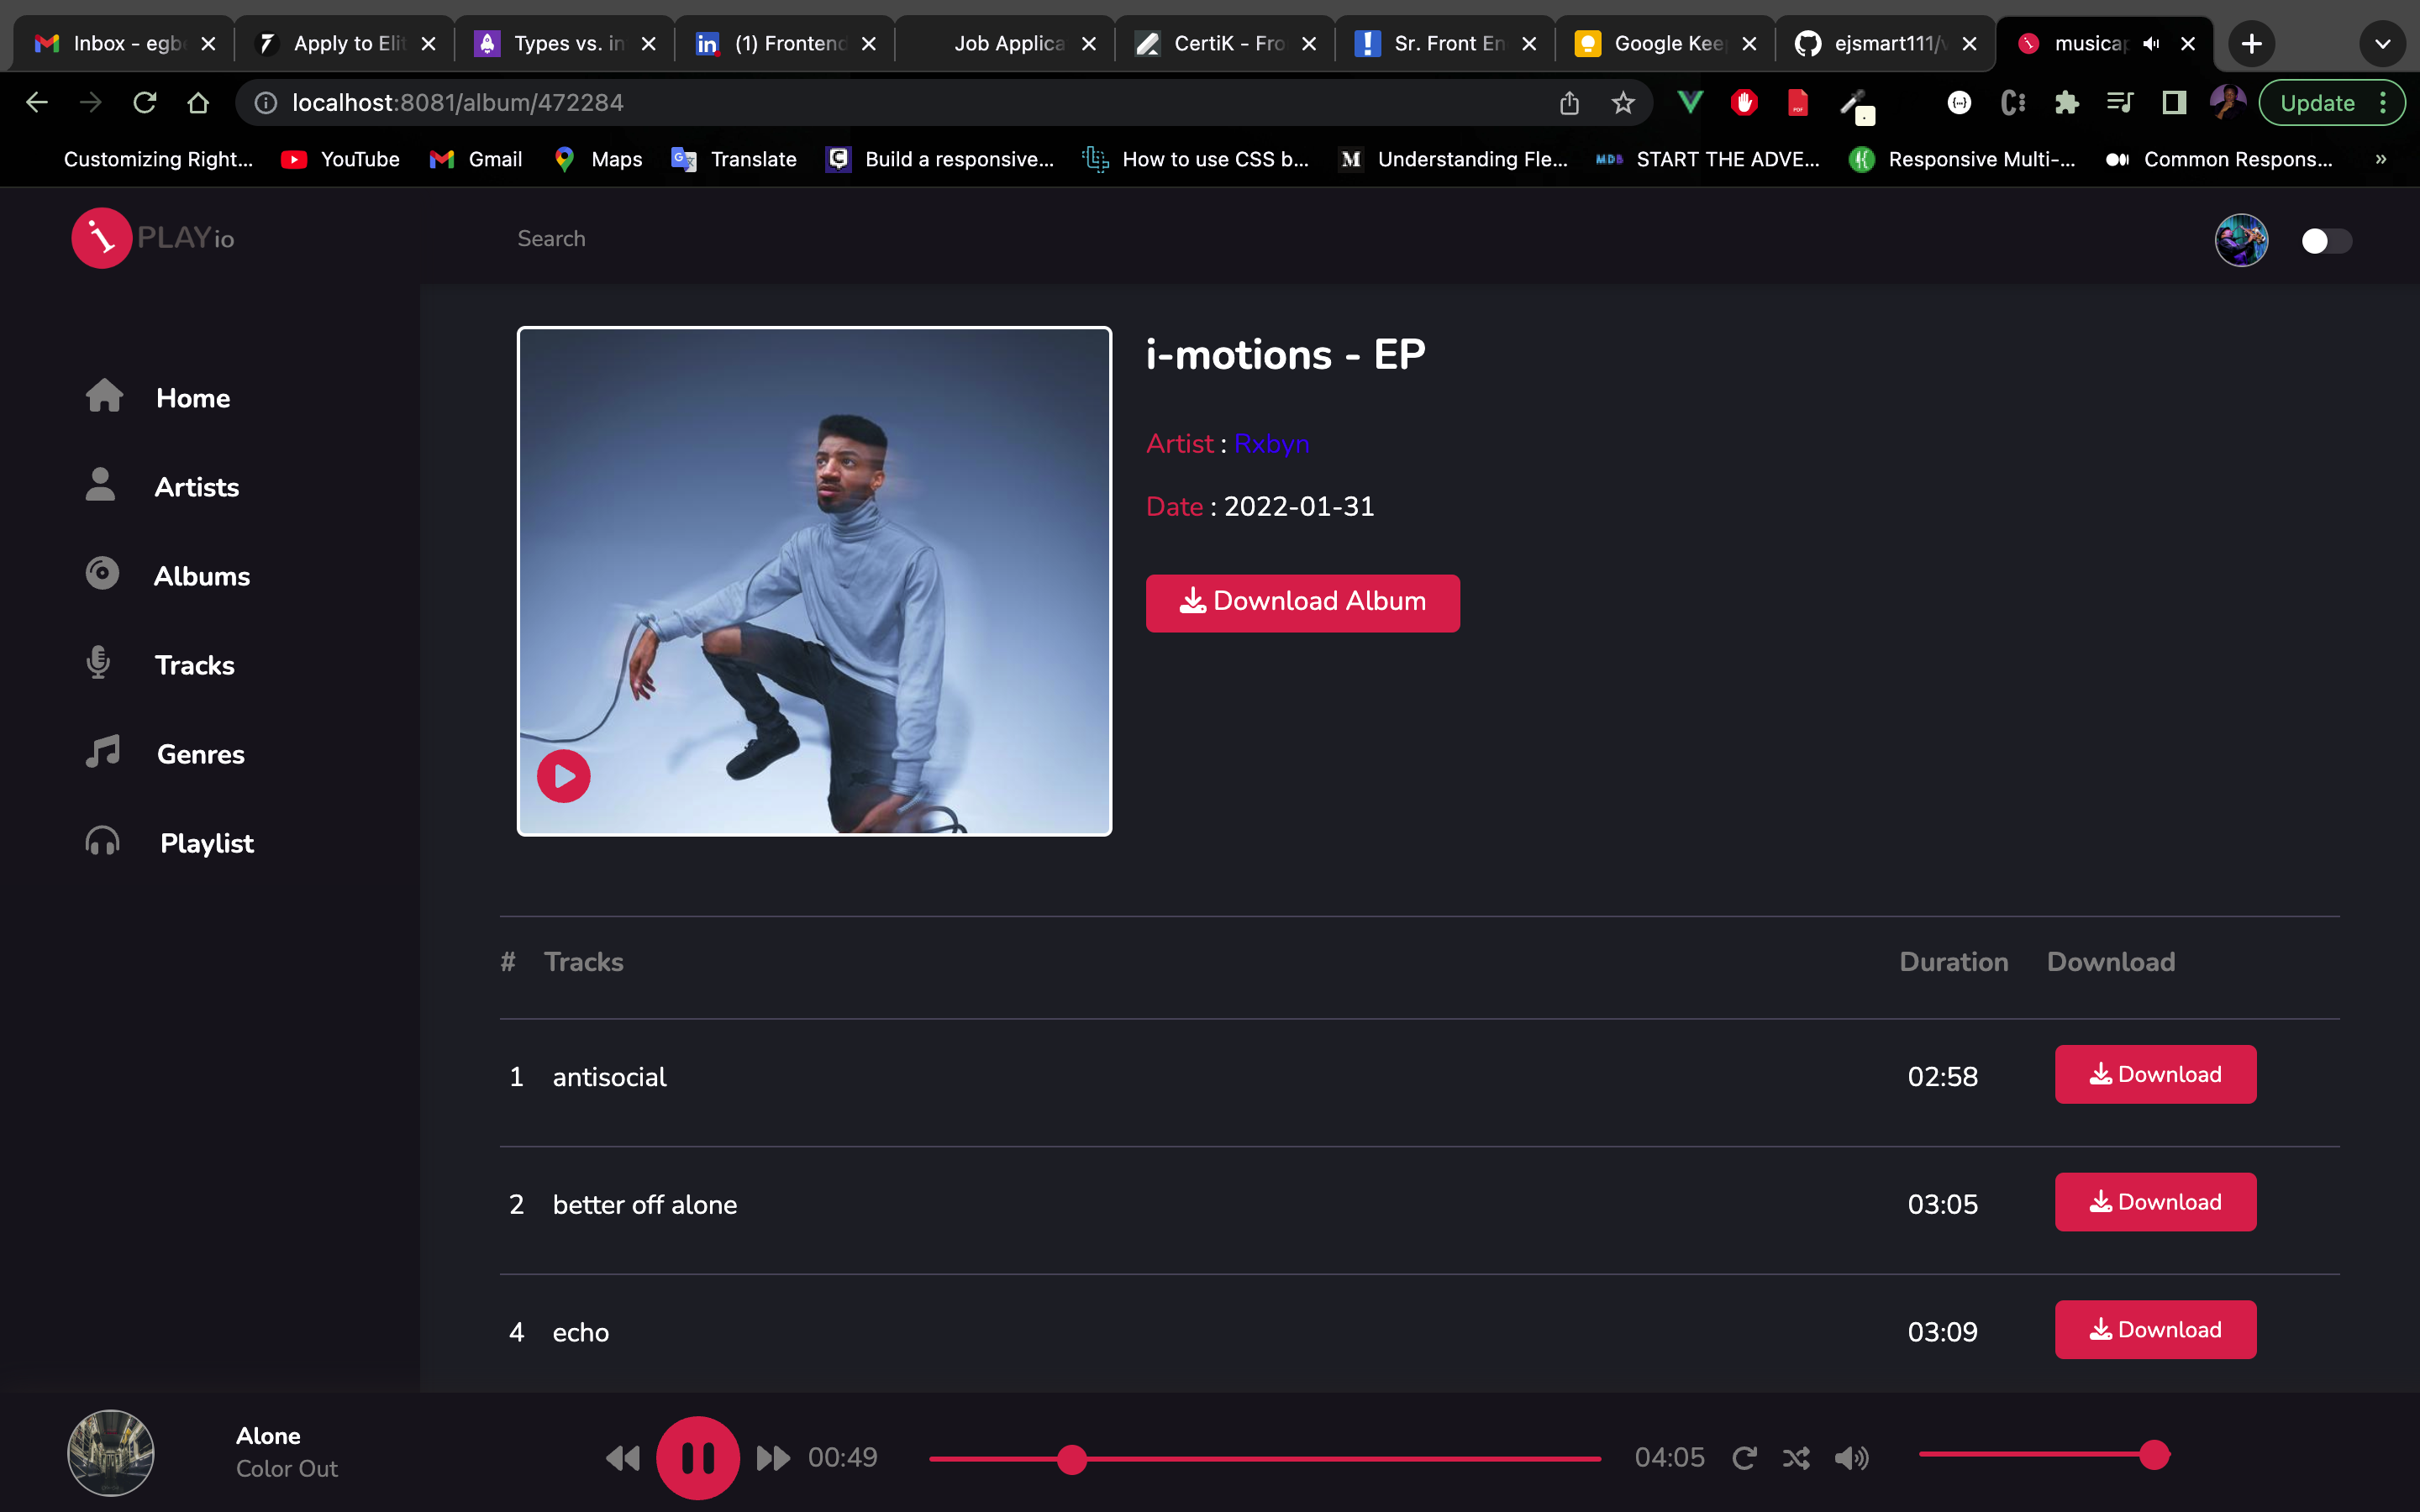 Inbox - egb
Apply to Elit
Types vs. in
(1) Frontend
Job Applica
CertiK - Fro
Sr. Front En
Google Kee
ejsmart111/v
musicap
localhost:8081/album/472284
Update
Customizing Right...
YouTube
Gmail
Maps
Translate
Build a responsive...
How to use CSS b...
Understanding Fle...
START THE ADVE...
Responsive Multi-...
Common Respons...
»
i PLAY io
Search
Home
Artists
Albums
Tracks
Genres
Playlist
i-motions - EP
Artist : Rxbyn
Date : 2022-01-31
Download Album
# Tracks Duration Download
1 antisocial 02:58 Download
2 better off alone 03:05 Download
4 echo 03:09 Download
Alone
Color Out
00:49
04:05